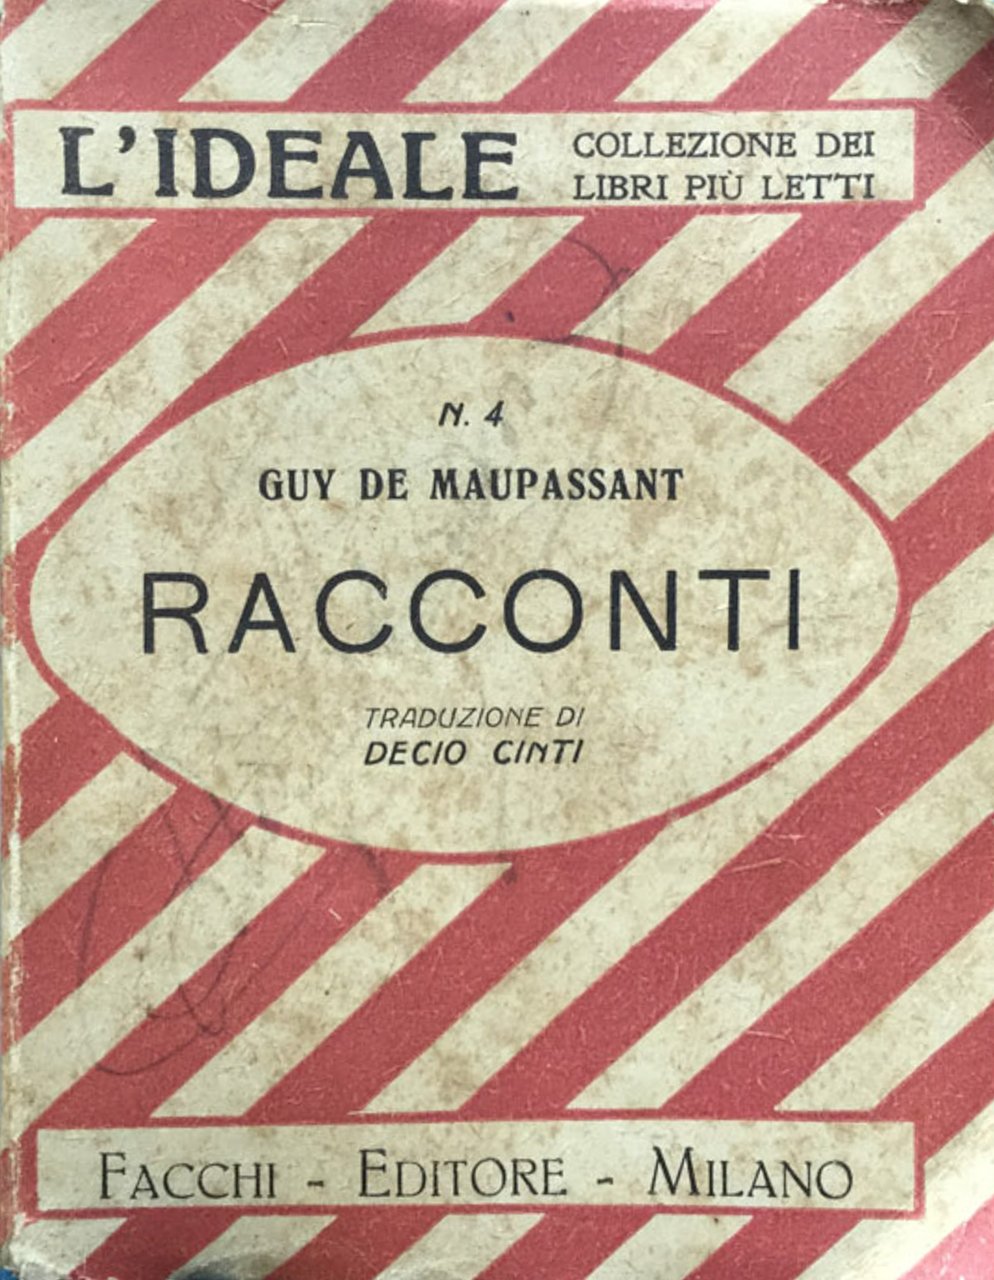 L'IDEALE
COLLEZIONE DEI
LIBRI PIÙ LETTI
N. 4
GUY DE MAUPASSANT
RACCONTI
TRADUZIONE DI
DECIO CINTI
FACCHI - EDITORE - MILANO